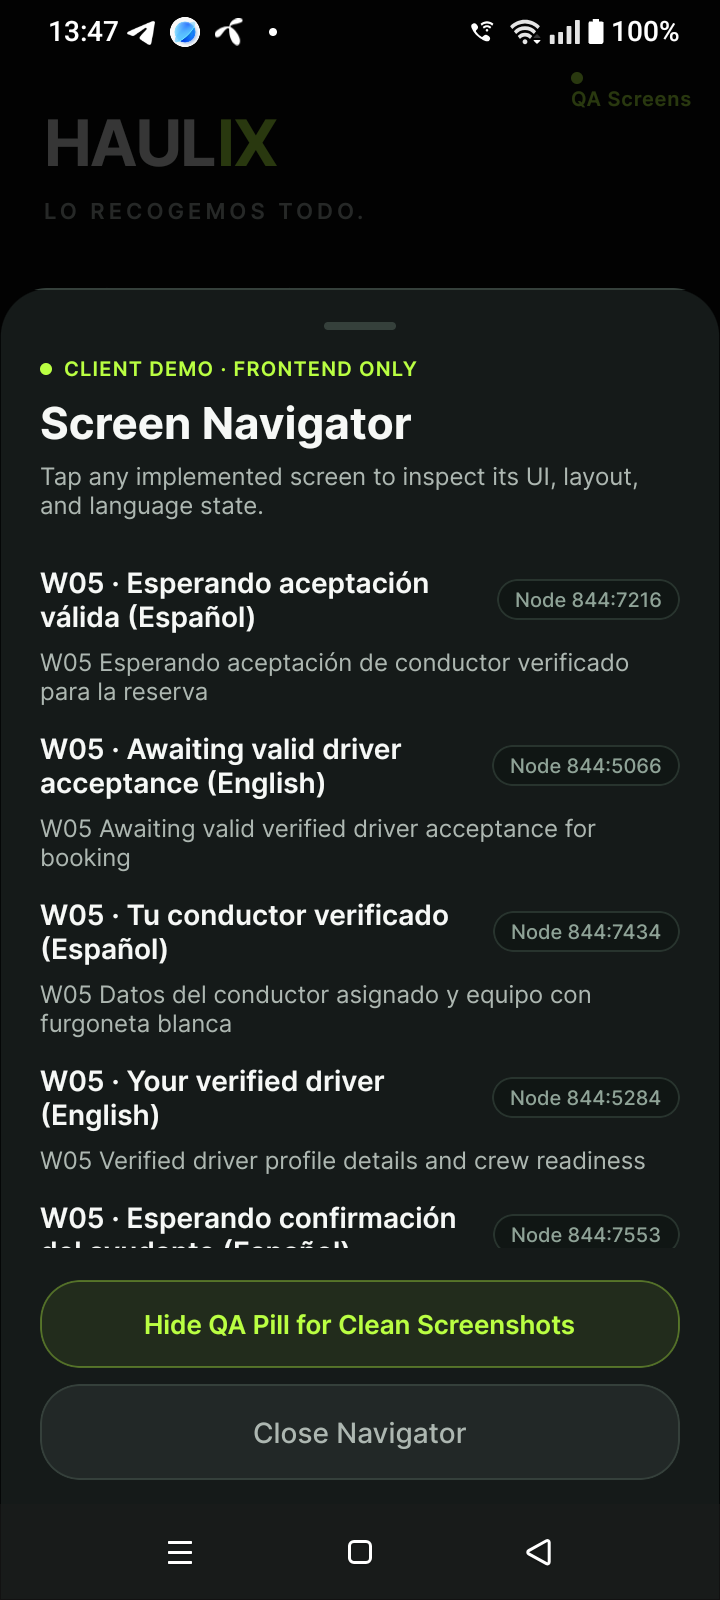 13:47
100%
QA Screens
HAULIX
LO RECOGEMOS TODO.
CLIENT DEMO · FRONTEND ONLY
Screen Navigator
Tap any implemented screen to inspect its UI, layout,
and language state.
W05 · Esperando aceptación
válida (Español)
Node 844:7216
W05 Esperando aceptación de conductor verificado
para la reserva
W05 · Awaiting valid driver
acceptance (English)
Node 844:5066
W05 Awaiting valid verified driver acceptance for
booking
W05 · Tu conductor verificado
(Español)
Node 844:7434
W05 Datos del conductor asignado y equipo con
furgoneta blanca
W05 · Your verified driver
(English)
Node 844:5284
W05 Verified driver profile details and crew readiness
W05 · Esperando confirmación
del ayudante (Español)
Node 844:7553
Hide QA Pill for Clean Screenshots
Close Navigator